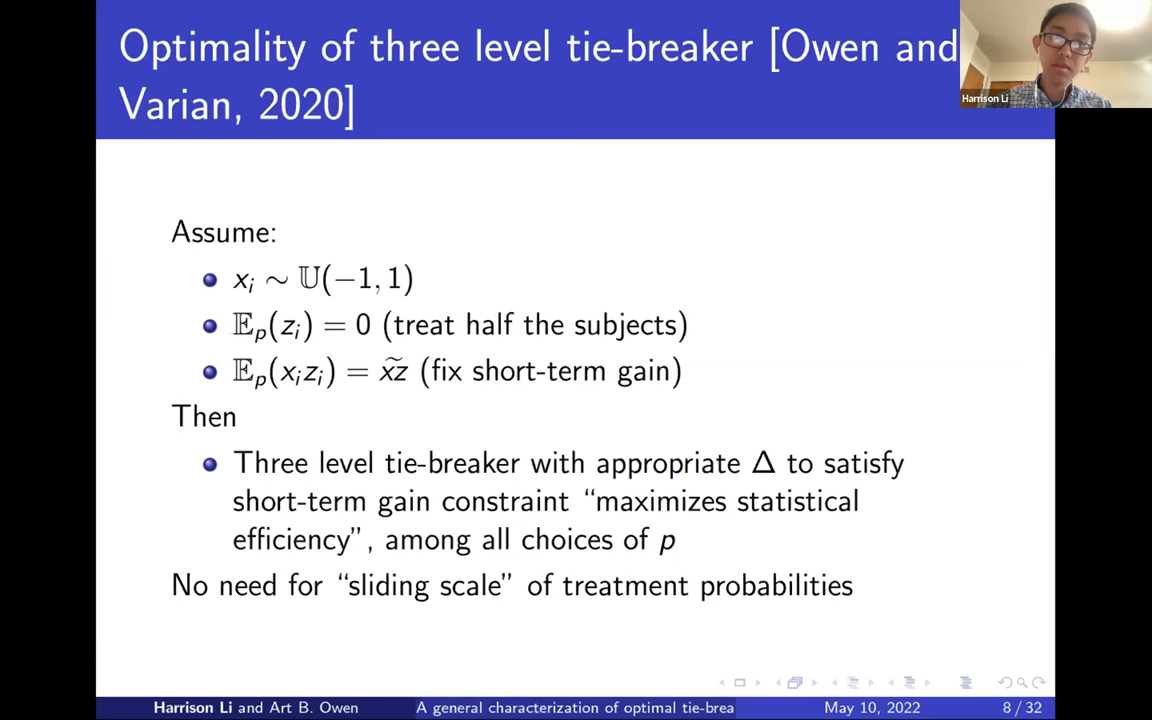 Optimality of three level tie-breaker [Owen and
Varian, 2020]
Harrison Li
Assume:
x_i ∼ 𝕌(−1, 1)
𝔼_p(z_i) = 0 (treat half the subjects)
𝔼_p(x_i z_i) = x̃z (fix short-term gain)
Then
Three level tie-breaker with appropriate Δ to satisfy
short-term gain constraint “maximizes statistical
efficiency”, among all choices of p
No need for “sliding scale” of treatment probabilities
Harrison Li and Art B. Owen A general characterization of optimal tie-brea May 10, 2022 8 / 32